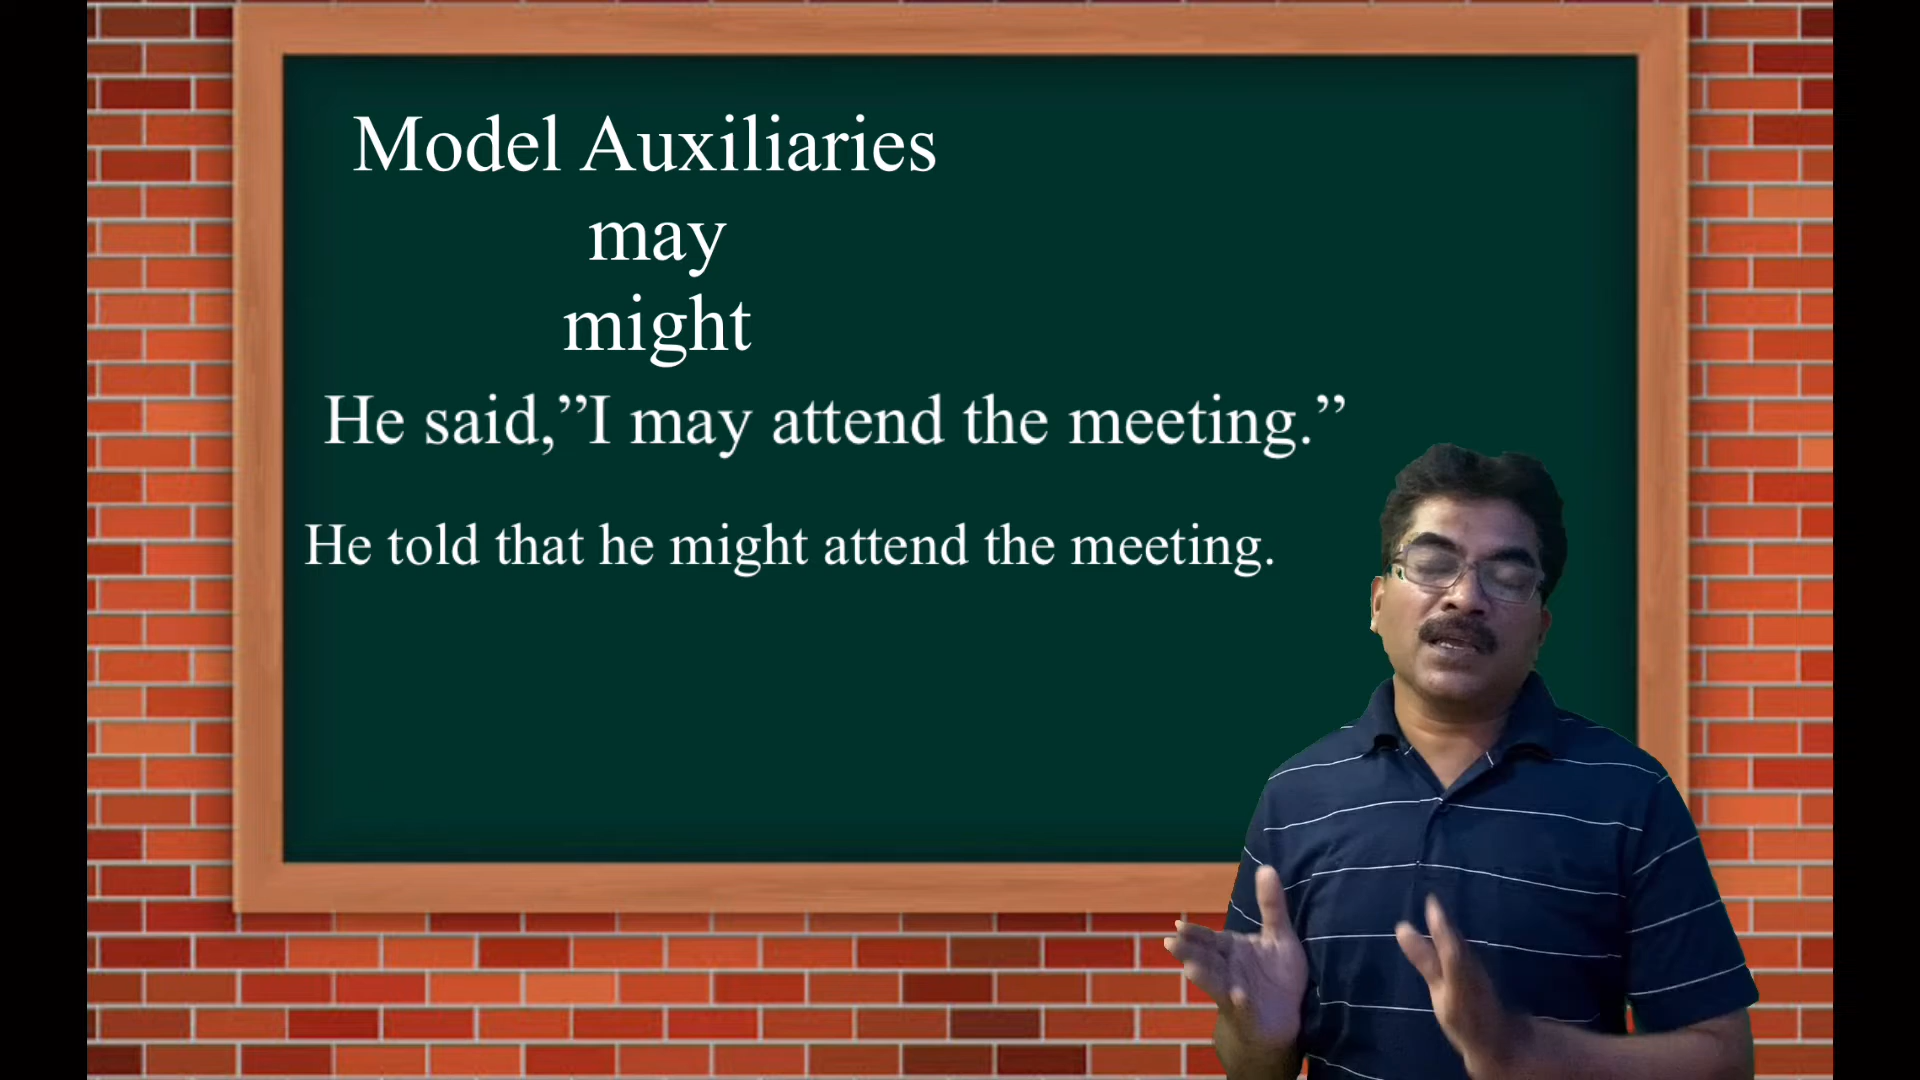 Model Auxiliaries
may
might
He said,”I may attend the meeting.”
He told that he might attend the meeting.